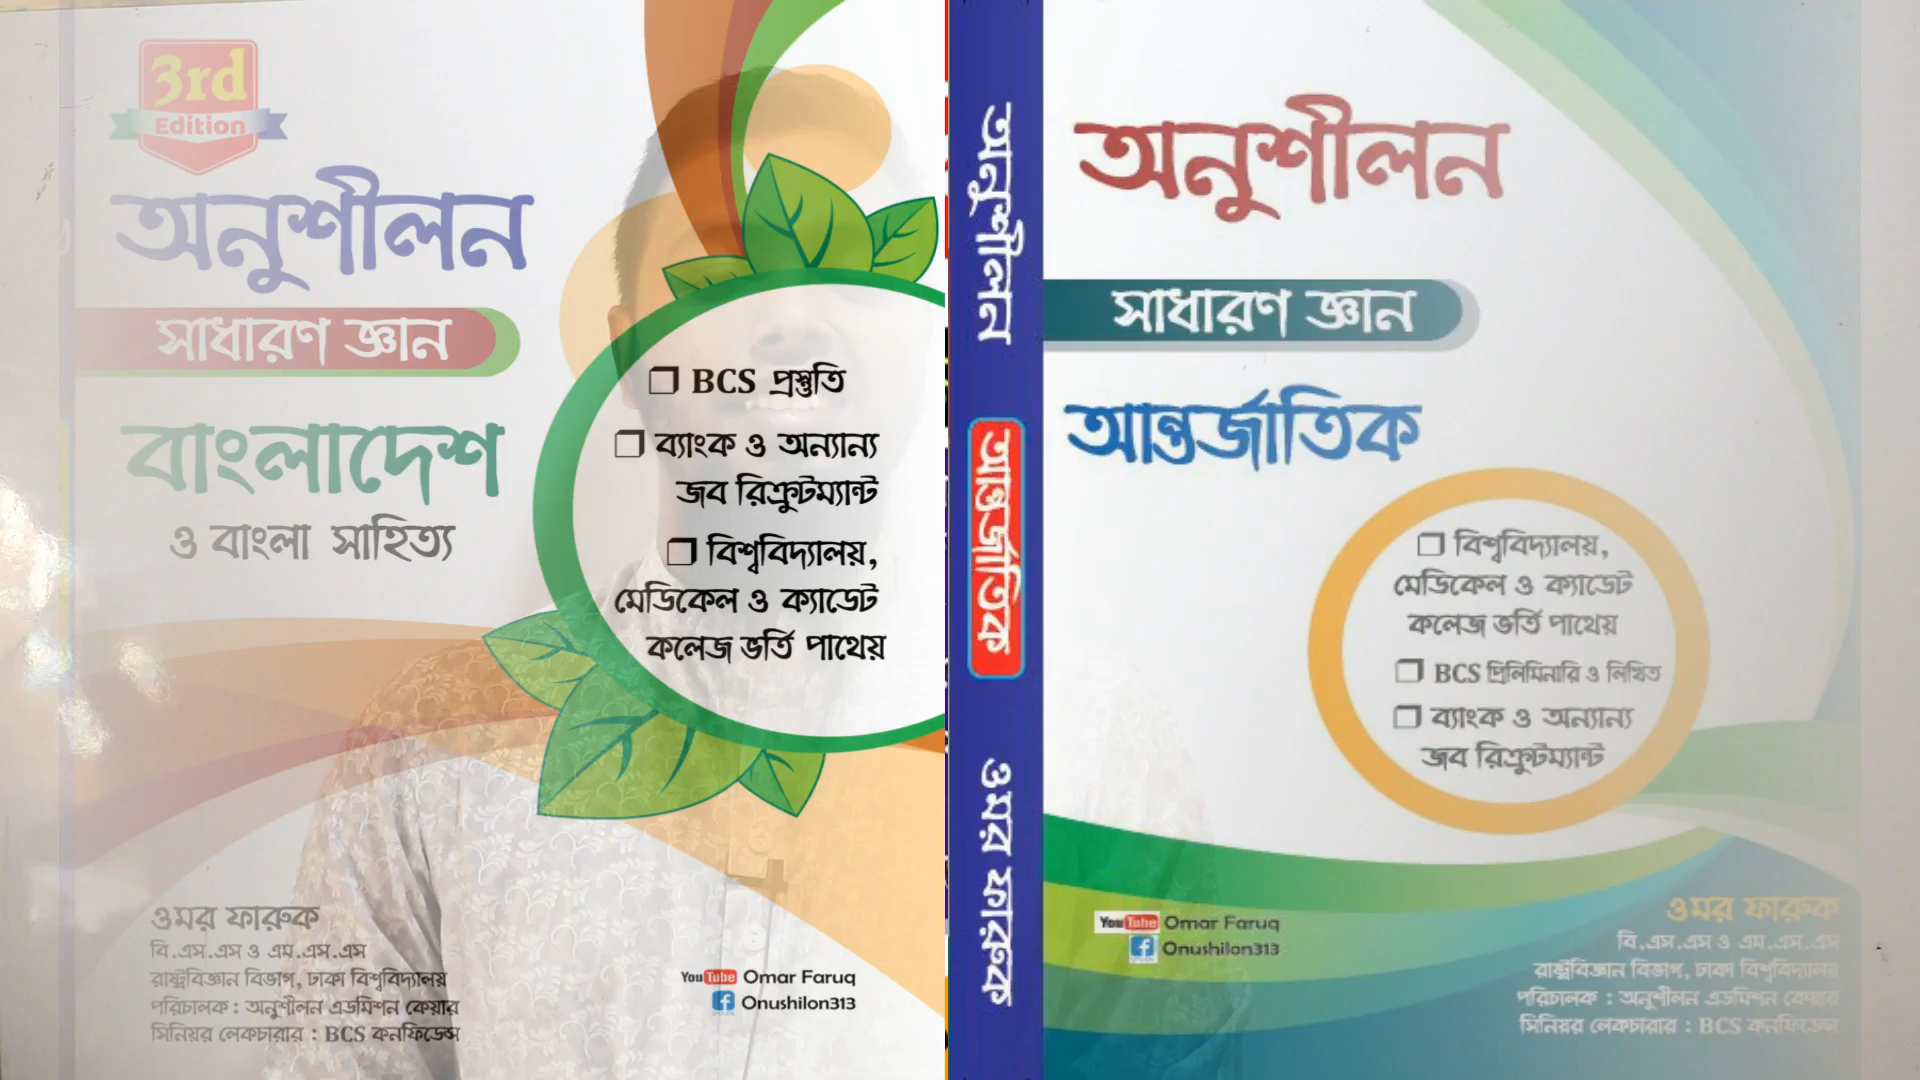 3rd
Edition
অনুশীলন
সাধারণ জ্ঞান
বাংলাদেশ
ও বাংলা সাহিত্য
❐ BCS প্রস্তুতি
❐ ব্যাংক ও অন্যান্য
জব রিক্রুটম্যান্ট
❐ বিশ্ববিদ্যালয়,
মেডিকেল ও ক্যাডেট
কলেজ ভর্তি পাথেয়
ওমর ফারুক
বি.এস.এস ও এম.এস.এস
রাষ্ট্রবিজ্ঞান বিভাগ, ঢাকা বিশ্ববিদ্যালয়
পরিচালক : অনুশীলন এডমিশন কেয়ার
সিনিয়র লেকচারার : BCS কনফিডেন্স
YouTube Omar Faruq
Onushilon313
অনুশীলন
আন্তর্জাতিক
ওমর ফারুক
অনুশীলন
সাধারণ জ্ঞান
আন্তর্জাতিক
❐ বিশ্ববিদ্যালয়,
মেডিকেল ও ক্যাডেট
কলেজ ভর্তি পাথেয়
❐ BCS প্রিলিমিনারি ও লিখিত
❐ ব্যাংক ও অন্যান্য
জব রিক্রুটম্যান্ট
YouTube Omar Faruq
Onushilon313
ওমর ফারুক
বি.এস.এস ও এম.এস.এস
রাষ্ট্রবিজ্ঞান বিভাগ, ঢাকা বিশ্ববিদ্যালয়
পরিচালক : অনুশীলন এডমিশন কেয়ার
সিনিয়র লেকচারার : BCS কনফিডেন্স